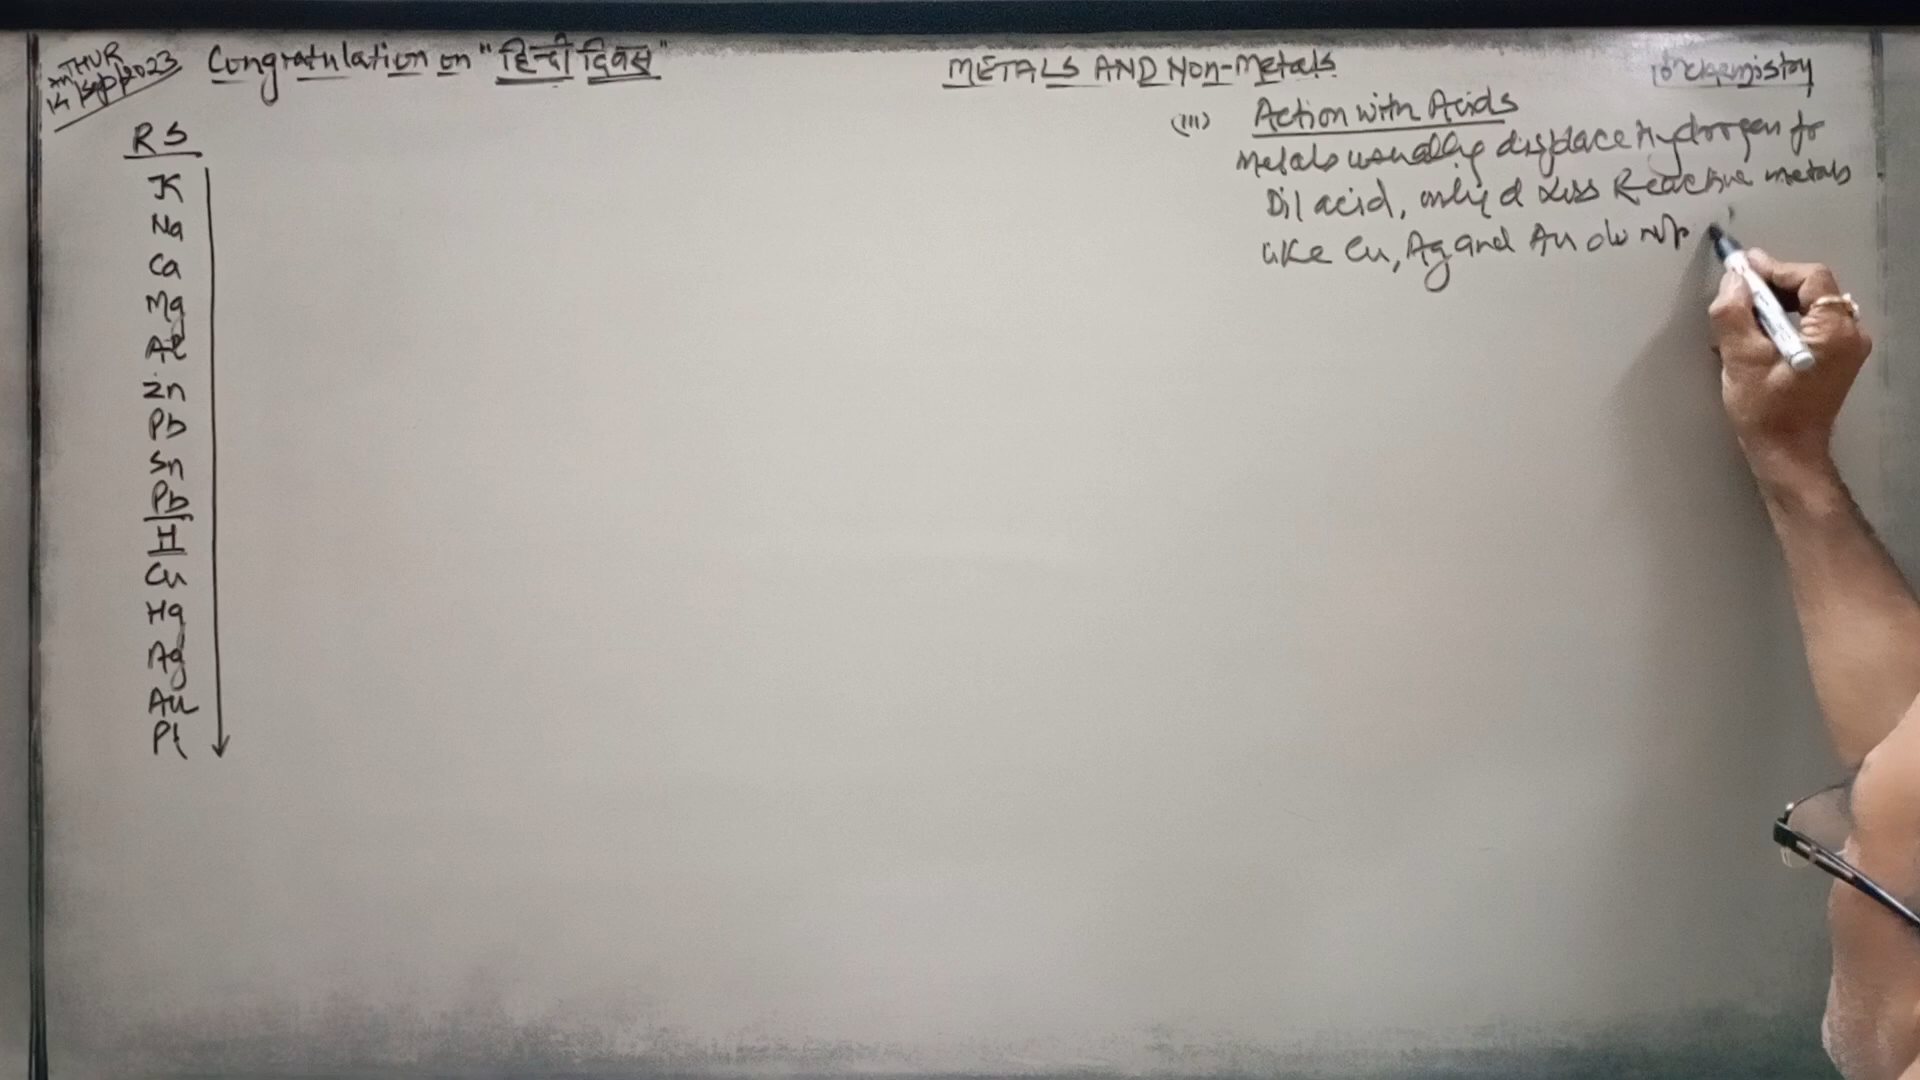 THUR
14 Sep 2023
Congratulation on "हिन्दी दिवस"
METALS AND Non-Metals
10th chemistry
RS
K
Na
Ca
Mg
Al
Zn
Pb
Sn
Pb
H
Cu
Hg
Ag
Au
Pt
(III) Action with Acids
Metals usually displace Hydrogen fr
Dil acid, only Less Reactive metals
like Cu, Ag and Au do